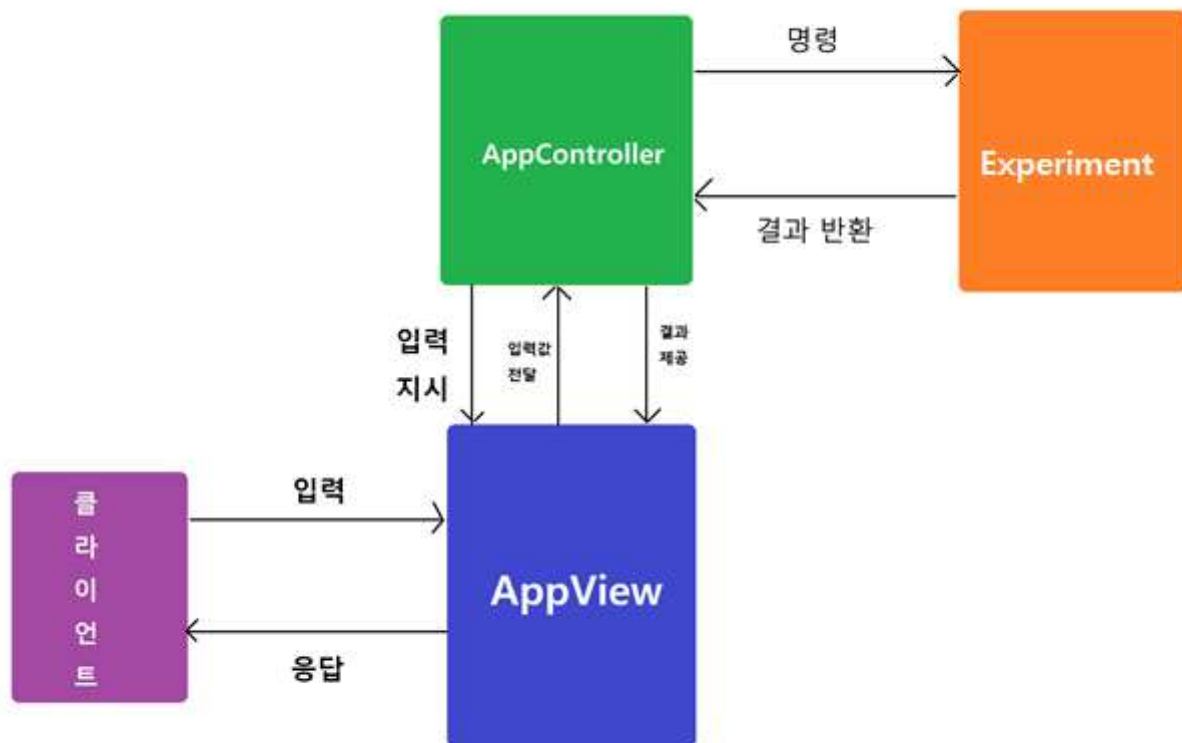 명령
AppController
Experiment
결과 반환
입력
지시
입력값
전달
결과
제공
클
라
이
언
트
입력
AppView
응답